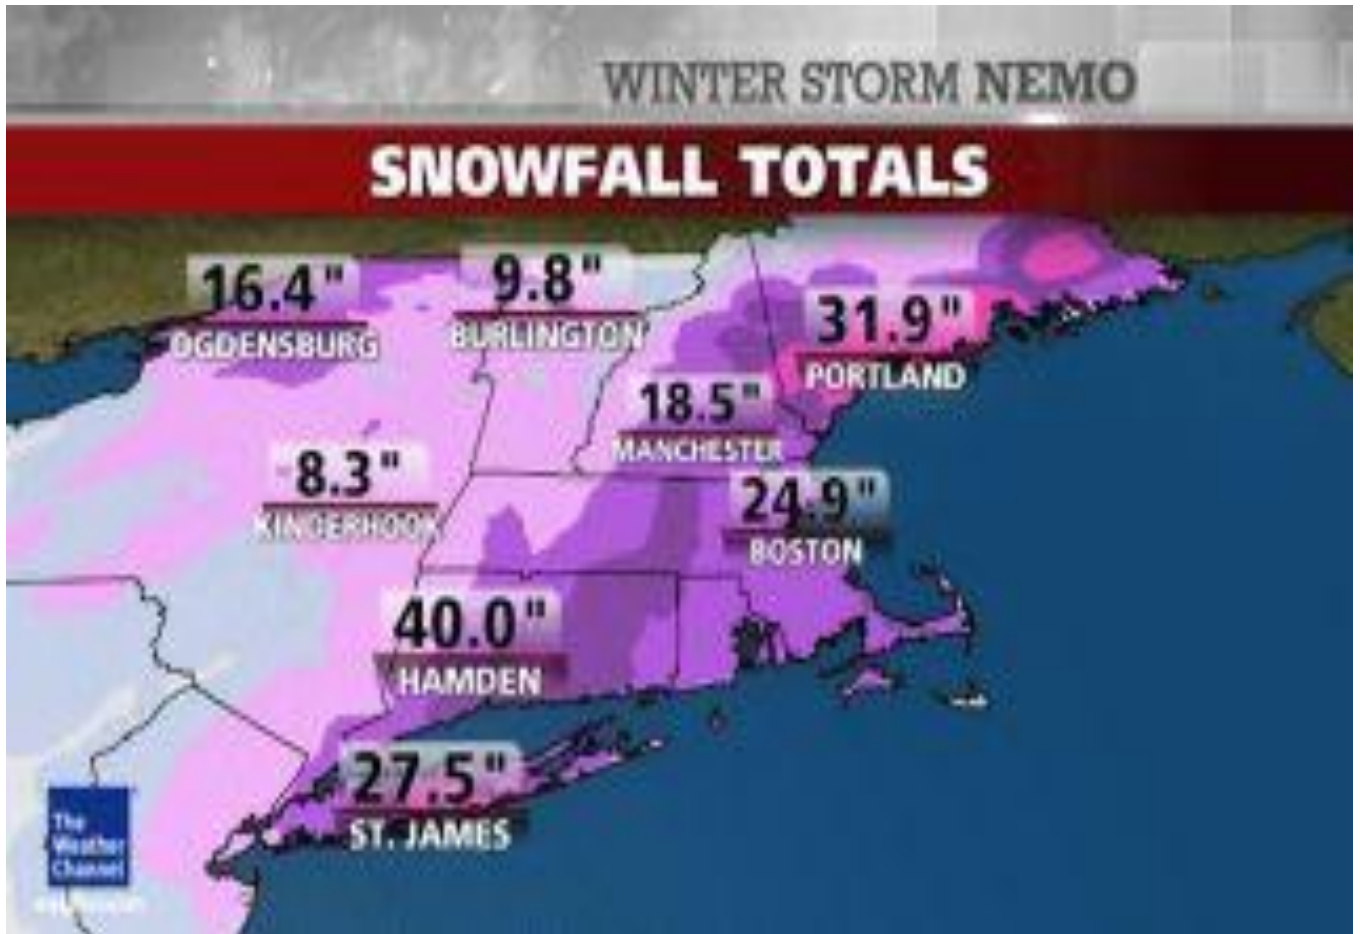 WINTER STORM NEMO
SNOWFALL TOTALS
16.4"
OGDENSBURG
9.8"
BURLINGTON
31.9"
PORTLAND
18.5"
MANCHESTER
8.3"
KINDERHOOK
24.9"
BOSTON
40.0"
HAMDEN
27.5"
ST. JAMES
The
Weather
Channel